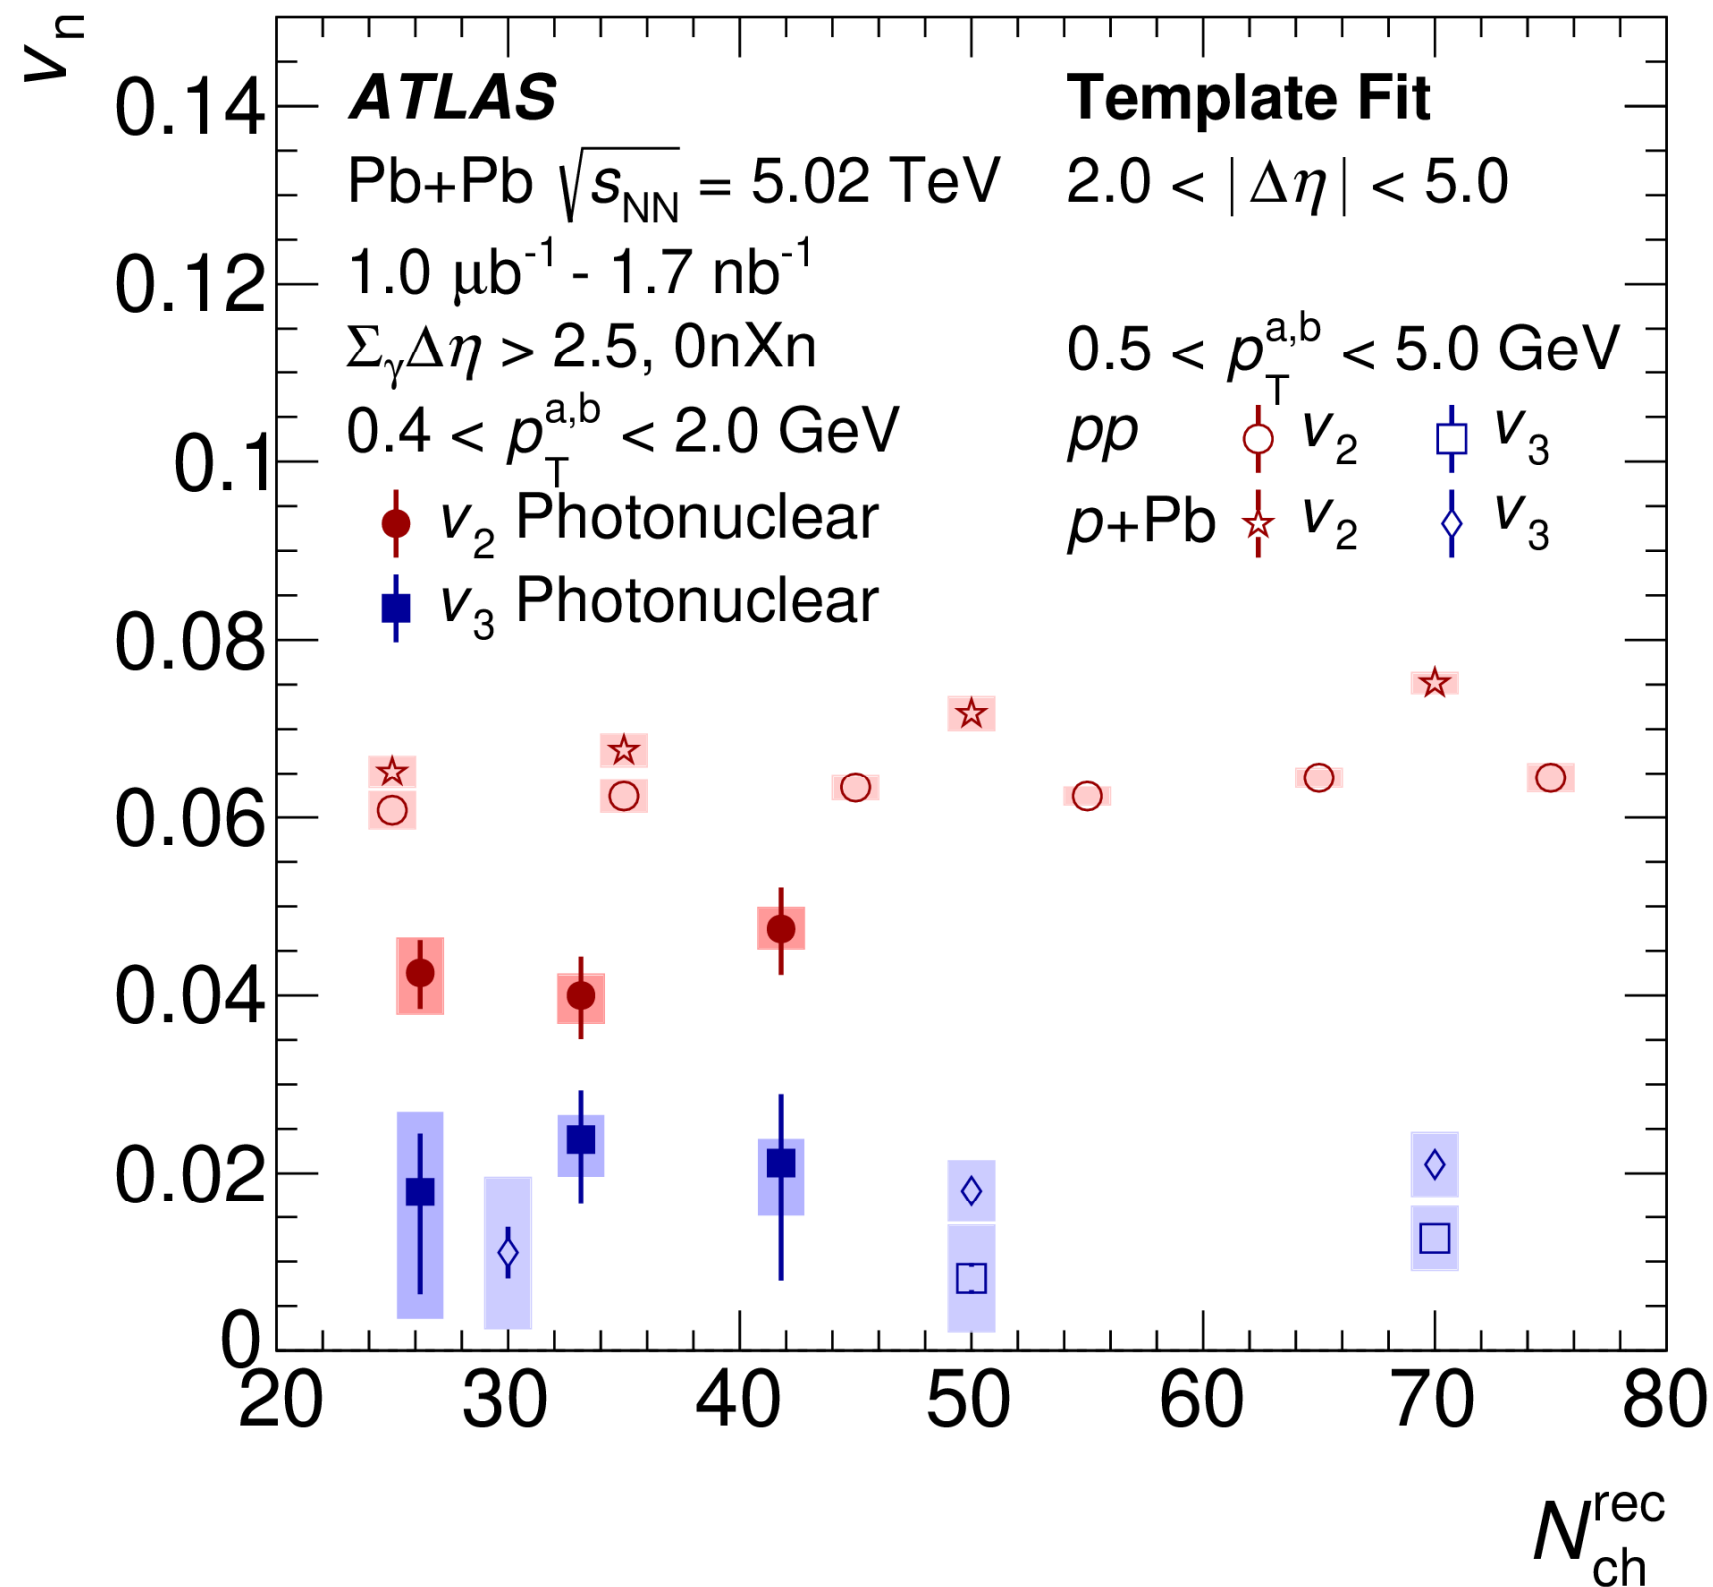 v_n
0.14
0.12
0.1
0.08
0.06
0.04
0.02
0
ATLAS
Pb+Pb √s_NN = 5.02 TeV
1.0 μb^-1 - 1.7 nb^-1
Σ_γΔη > 2.5, 0nXn
0.4 < p_T^a,b < 2.0 GeV
v_2 Photonuclear
v_3 Photonuclear
Template Fit
2.0 < |Δη| < 5.0
0.5 < p_T^a,b < 5.0 GeV
pp v_2 v_3
p+Pb v_2 v_3
20 30 40 50 60 70 80
N_ch^rec